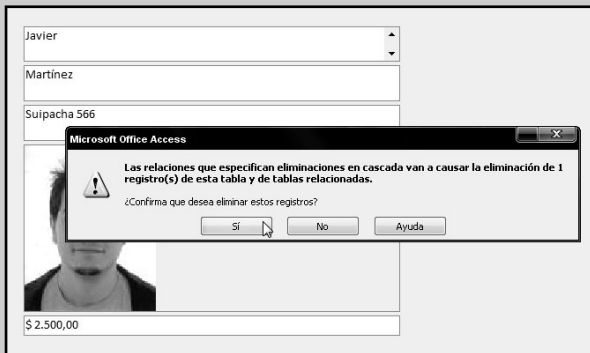 Javier
Martínez
Suipacha 566
Microsoft Office Access
Las relaciones que especifican eliminaciones en cascada van a causar la eliminación de 1
registro(s) de esta tabla y de tablas relacionadas.
¿Confirma que desea eliminar estos registros?
Sí
No
Ayuda
$ 2.500,00